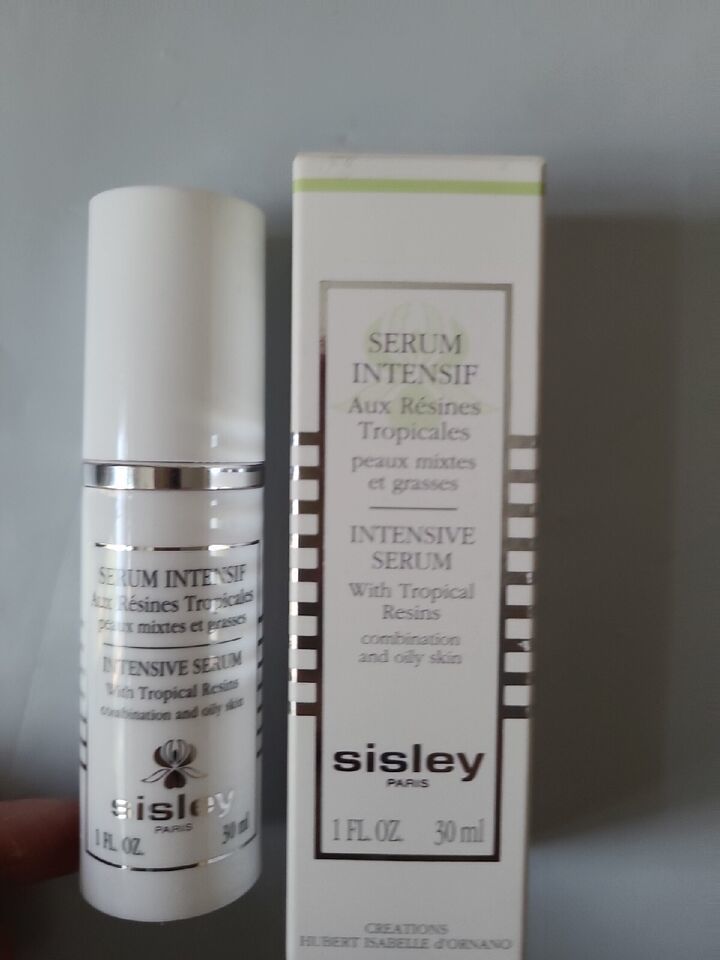 SERUM INTENSIF
Aux Résines Tropicales
peaux mixtes et grasses
INTENSIVE SERUM
With Tropical Resins
combination and oily skin
sisley
PARIS
1 FL. OZ. 30 ml
SERUM
INTENSIF
Aux Résines
Tropicales
peaux mixtes
et grasses
INTENSIVE
SERUM
With Tropical
Resins
combination
and oily skin
sisley
PARIS
1 FL. OZ. 30 ml
CREATIONS
HUBERT ISABELLE d'ORNANO